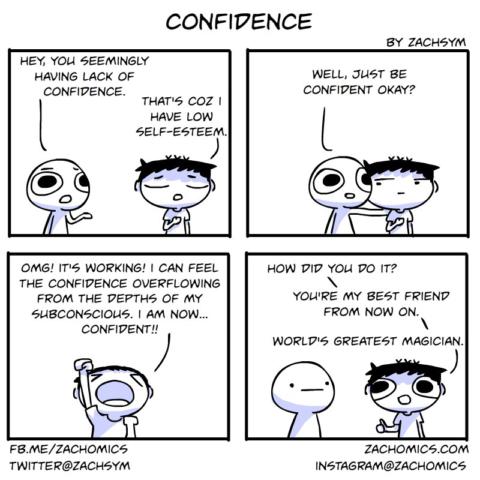 CONFIDENCE
BY ZACHSYM
HEY, YOU SEEMINGLY
HAVING LACK OF
CONFIDENCE.
THAT'S COZ I
HAVE LOW
SELF-ESTEEM.
WELL, JUST BE
CONFIDENT OKAY?
OMG! IT'S WORKING! I CAN FEEL
THE CONFIDENCE OVERFLOWING
FROM THE DEPTHS OF MY
SUBCONSCIOUS. I AM NOW...
CONFIDENT!!
HOW DID YOU DO IT?
YOU'RE MY BEST FRIEND
FROM NOW ON.
WORLD'S GREATEST MAGICIAN.
FB.ME/ZACHOMICS
TWITTER@ZACHSYM
ZACHOMICS.COM
INSTAGRAM@ZACHOMICS